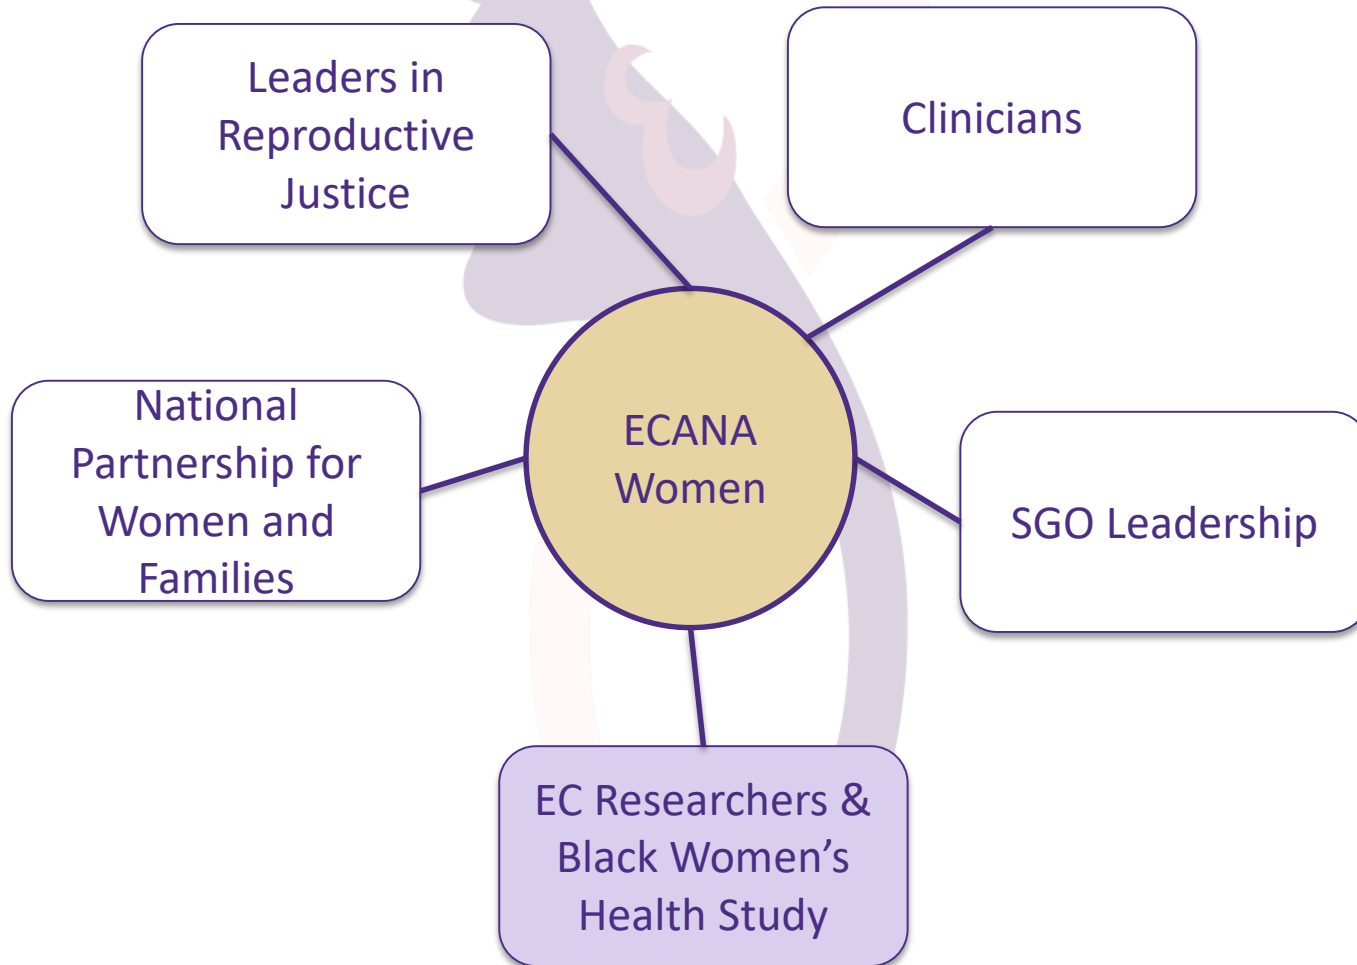 Leaders in
Reproductive
Justice
Clinicians
National
Partnership for
Women and
Families
ECANA
Women
SGO Leadership
EC Researchers &
Black Women’s
Health Study